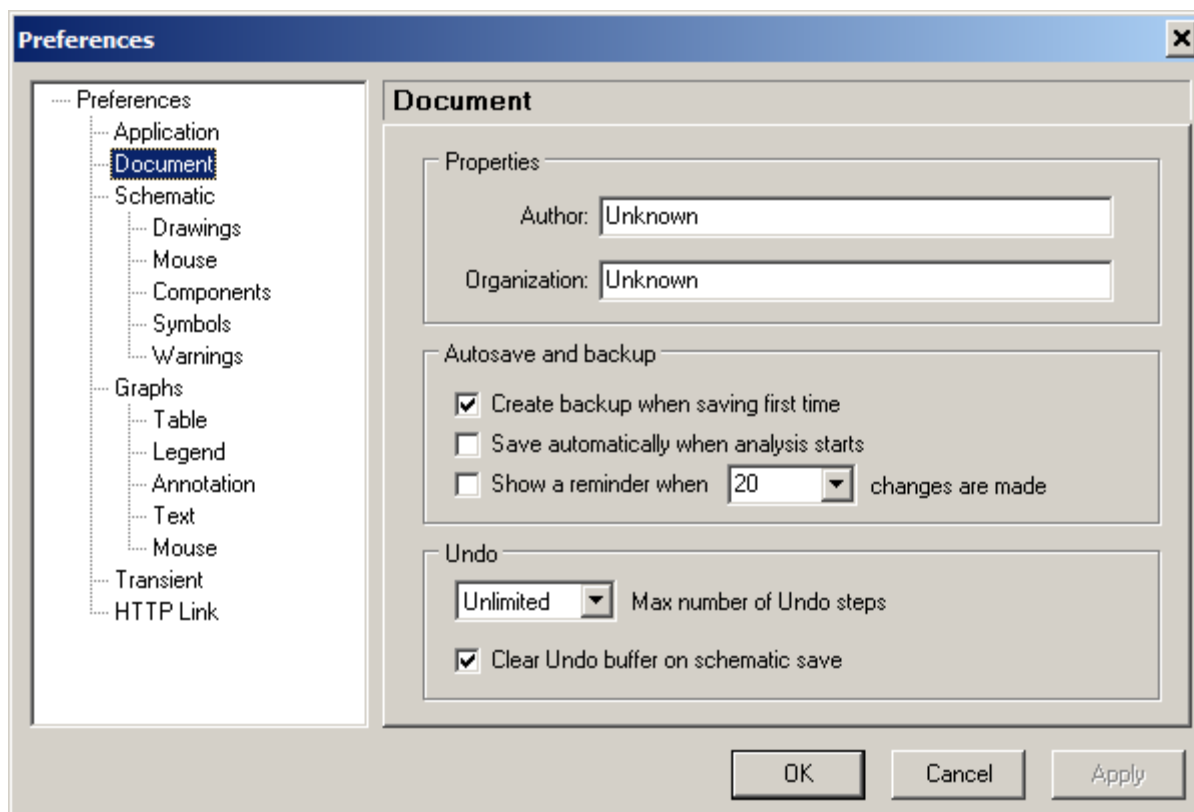 Preferences
Preferences
Application
Document
Schematic
Drawings
Mouse
Components
Symbols
Warnings
Graphs
Table
Legend
Annotation
Text
Mouse
Transient
HTTP Link
Document
Properties
Author: Unknown
Organization: Unknown
Autosave and backup
Create backup when saving first time
Save automatically when analysis starts
Show a reminder when 20 changes are made
Undo
Unlimited Max number of Undo steps
Clear Undo buffer on schematic save
OK Cancel Apply